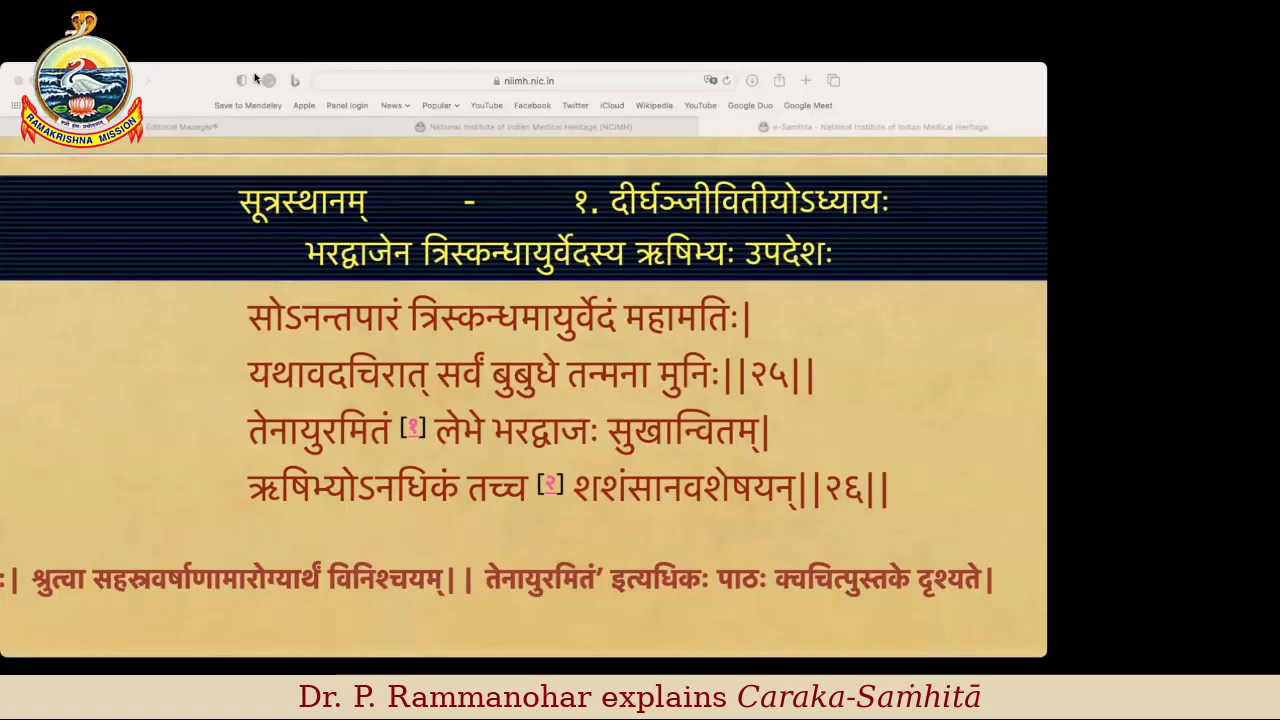 niimh.nic.in
Save to Mendeley Apple Panel login News Popular YouTube Facebook Twitter iCloud Wikipedia YouTube Google Duo Google Meet
Editorial Manager® National Institute of Indian Medical Heritage (NCIMH) e-Samhita - National Institute of Indian Medical Heritage
RAMAKRISHNA MISSION
सूत्रस्थानम् - १. दीर्घञ्जीवितीयोऽध्यायः
भरद्वाजेन त्रिस्कन्धायुर्वेदस्य ऋषिभ्यः उपदेशः
सोऽनन्तपारं त्रिस्कन्धमायुर्वेदं महामतिः|
यथावदचिरात् सर्वं बुबुधे तन्मना मुनिः||२५||
तेनायुरमितं [१] लेभे भरद्वाजः सुखान्वितम्|
ऋषिभ्योऽनधिकं तच्च [२] शशंसानवशेषयन्||२६||
ः| श्रुत्वा सहस्रवर्षाणामारोग्यार्थं विनिश्चयम्|| तेनायुरमितं’ इत्यधिकः पाठः क्वचित्पुस्तके दृश्यते|
Dr. P. Rammanohar explains Caraka-Saṁhitā